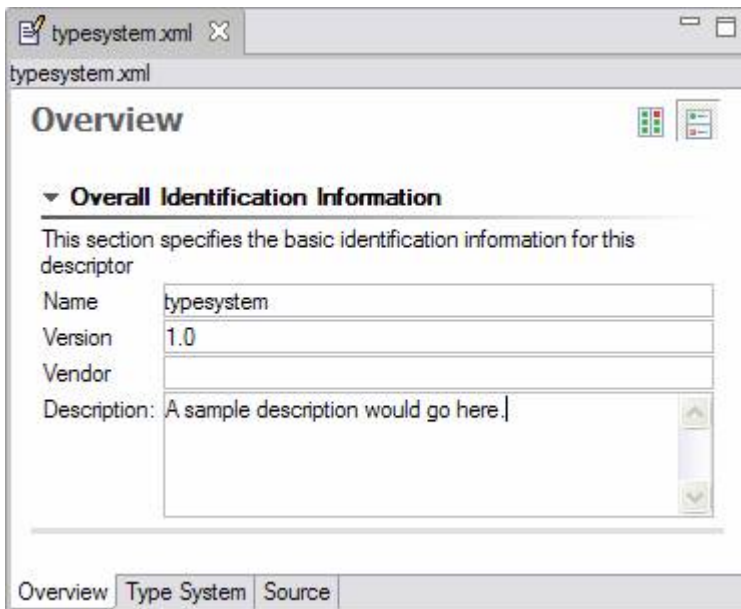 typesystem.xml
typesystem.xml
Overview
Overall Identification Information
This section specifies the basic identification information for this
descriptor
Name typesystem
Version 1.0
Vendor
Description: A sample description would go here.
Overview Type System Source